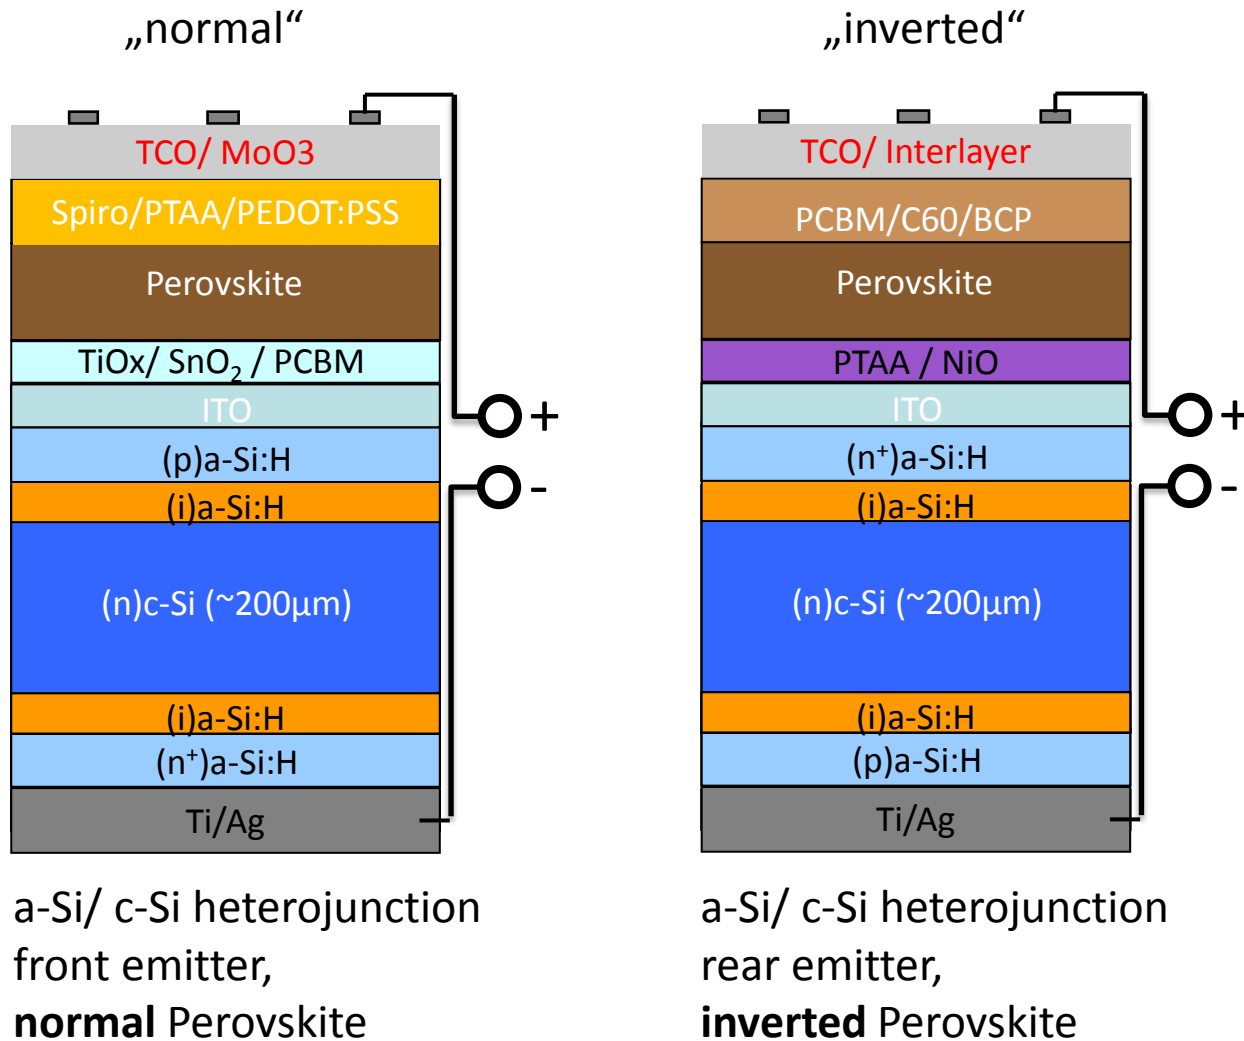 „normal“
TCO/ MoO3
Spiro/PTAA/PEDOT:PSS
Perovskite
TiOx/ SnO₂ / PCBM
ITO
(p)a-Si:H
(i)a-Si:H
(n)c-Si (~200µm)
(i)a-Si:H
(n⁺)a-Si:H
Ti/Ag
+
-
a-Si/ c-Si heterojunction
front emitter,
normal Perovskite
„inverted“
TCO/ Interlayer
PCBM/C60/BCP
Perovskite
PTAA / NiO
ITO
(n⁺)a-Si:H
(i)a-Si:H
(n)c-Si (~200µm)
(i)a-Si:H
(p)a-Si:H
Ti/Ag
+
-
a-Si/ c-Si heterojunction
rear emitter,
inverted Perovskite